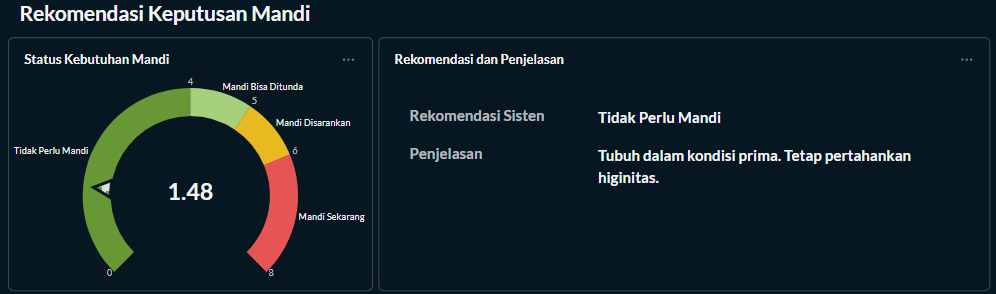 Rekomendasi Keputusan Mandi
Status Kebutuhan Mandi
4
Mandi Bisa Ditunda
5
Mandi Disarankan
Tidak Perlu Mandi
6
1.48
Mandi Sekarang
0
8
Rekomendasi dan Penjelasan
Rekomendasi Sisten
Tidak Perlu Mandi
Penjelasan
Tubuh dalam kondisi prima. Tetap pertahankan
higinitas.